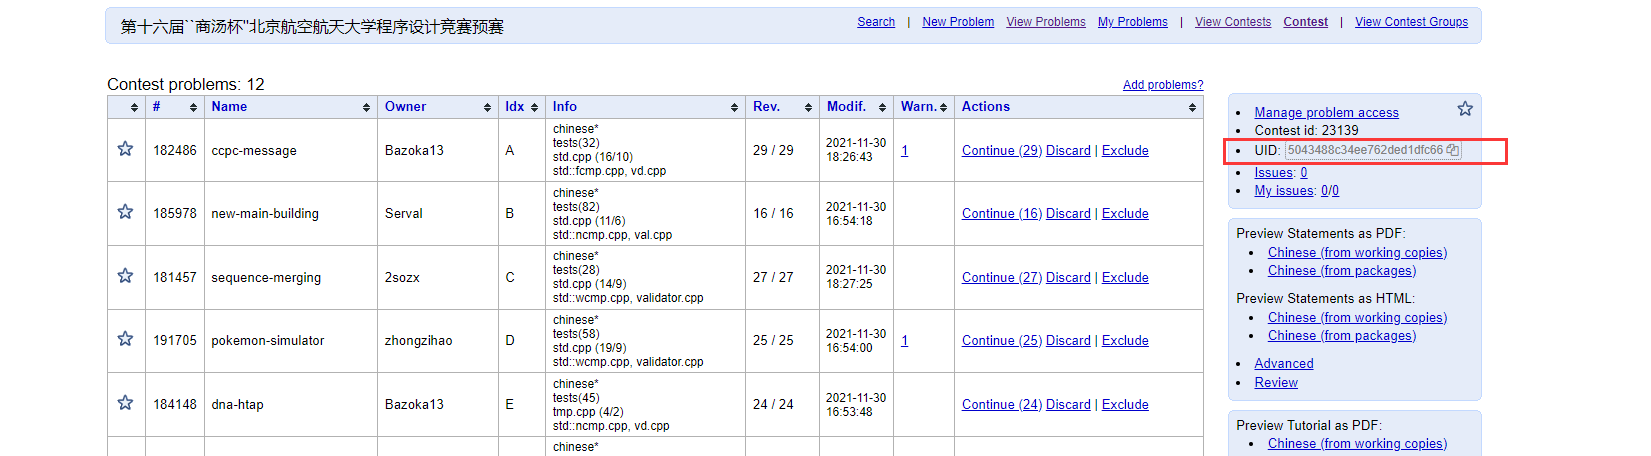 第十六届``商汤杯''北京航空航天大学程序设计竞赛预赛
Search | New Problem View Problems My Problems | View Contests Contest | View Contest Groups
Contest problems: 12
Add problems?
# Name Owner Idx Info Rev. Modif. Warn. Actions
182486 ccpc-message Bazoka13 A
chinese*
tests(32)
std.cpp (16/10)
std::fcmp.cpp, vd.cpp
29 / 29
2021-11-30
18:26:43
1
Continue (29) Discard | Exclude
185978 new-main-building Serval B
chinese*
tests(82)
std.cpp (11/6)
std::ncmp.cpp, val.cpp
16 / 16
2021-11-30
16:54:18
Continue (16) Discard | Exclude
181457 sequence-merging 2sozx C
chinese*
tests(28)
std.cpp (14/9)
std::wcmp.cpp, validator.cpp
27 / 27
2021-11-30
18:27:25
Continue (27) Discard | Exclude
191705 pokemon-simulator zhongzihao D
chinese*
tests(58)
std.cpp (19/9)
std::wcmp.cpp, validator.cpp
25 / 25
2021-11-30
16:54:00
1
Continue (25) Discard | Exclude
184148 dna-htap Bazoka13 E
chinese*
tests(45)
tmp.cpp (4/2)
std::ncmp.cpp, vd.cpp
24 / 24
2021-11-30
16:53:48
Continue (24) Discard | Exclude
chinese*
Manage problem access
Contest id: 23139
UID: 5043488c34ee762ded1dfc66
Issues: 0
My issues: 0/0
Preview Statements as PDF:
Chinese (from working copies)
Chinese (from packages)
Preview Statements as HTML:
Chinese (from working copies)
Chinese (from packages)
Advanced
Review
Preview Tutorial as PDF:
Chinese (from working copies)